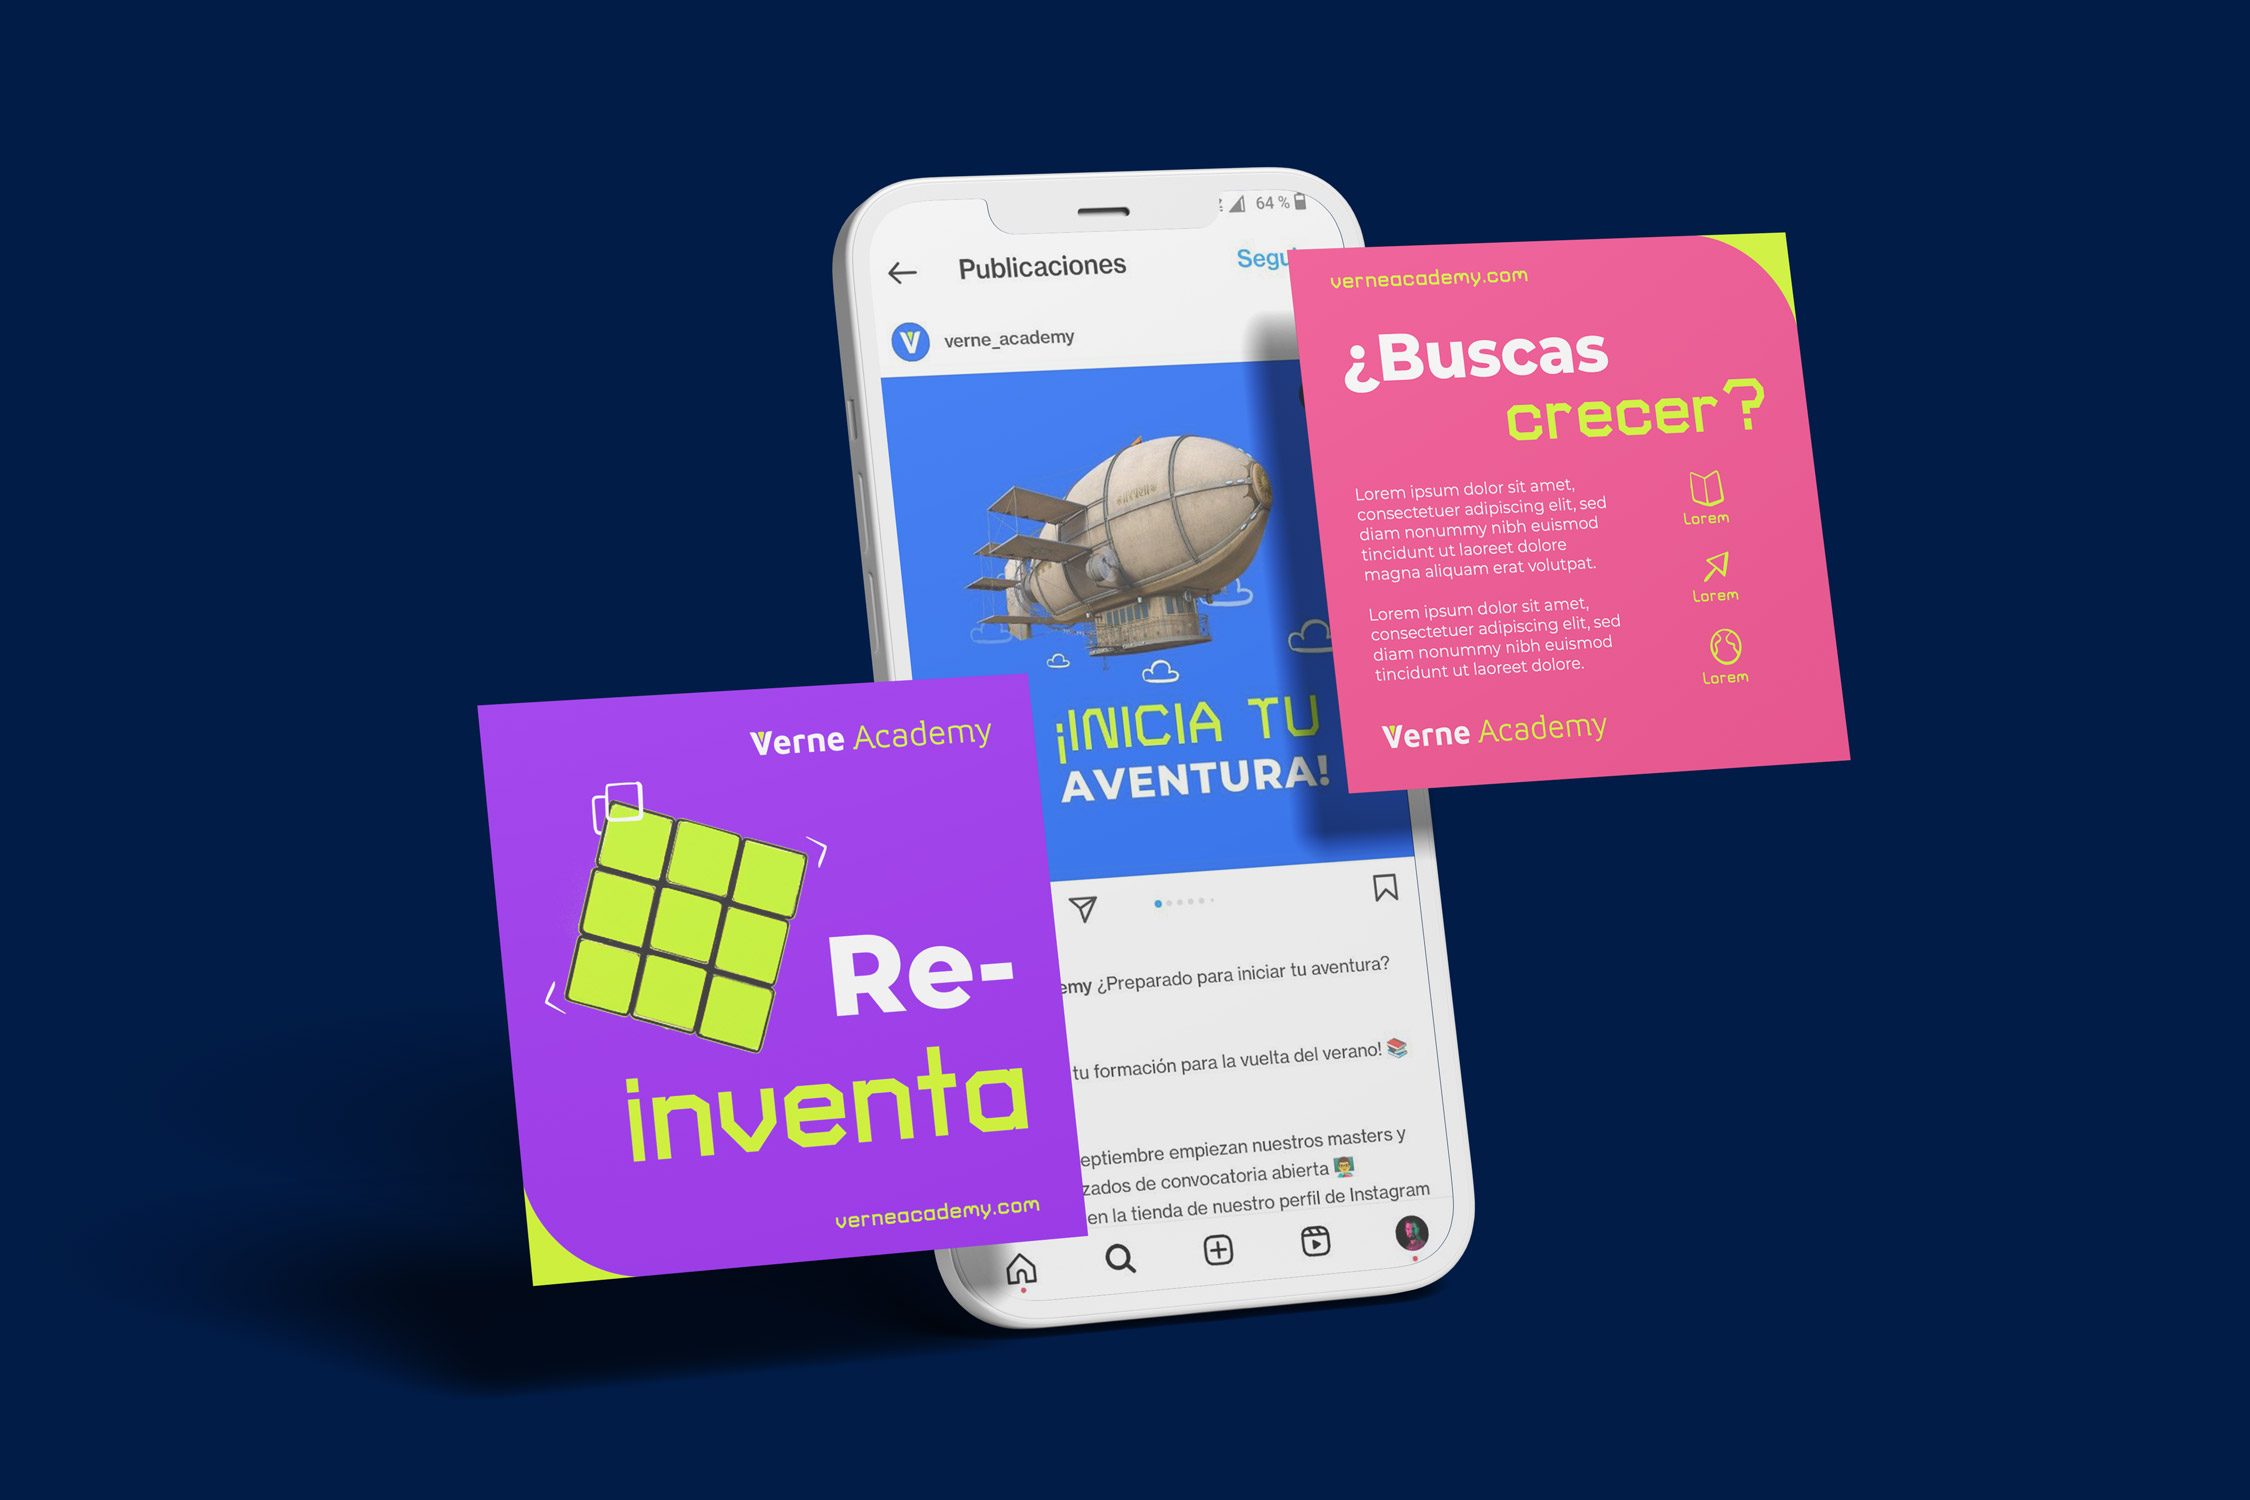 64 %
Publicaciones
verne_academy
¡INICIA TU
AVENTURA!
¿Preparado para iniciar tu aventura?
tu formación para la vuelta del verano!
empiezan nuestros masters y
de convocatoria abierta
en la tienda de nuestro perfil de Instagram
verneacademy.com
¿Buscas
crecer?
Lorem ipsum dolor sit amet,
consectetuer adipiscing elit, sed
diam nonummy nibh euismod
tincidunt ut laoreet dolore
magna aliquam erat volutpat.
Lorem ipsum dolor sit amet,
consectetuer adipiscing elit, sed
diam nonummy nibh euismod
tincidunt ut laoreet dolore.
Lorem
Lorem
Lorem
Verne Academy
Verne Academy
Re-
inventa
verneacademy.com